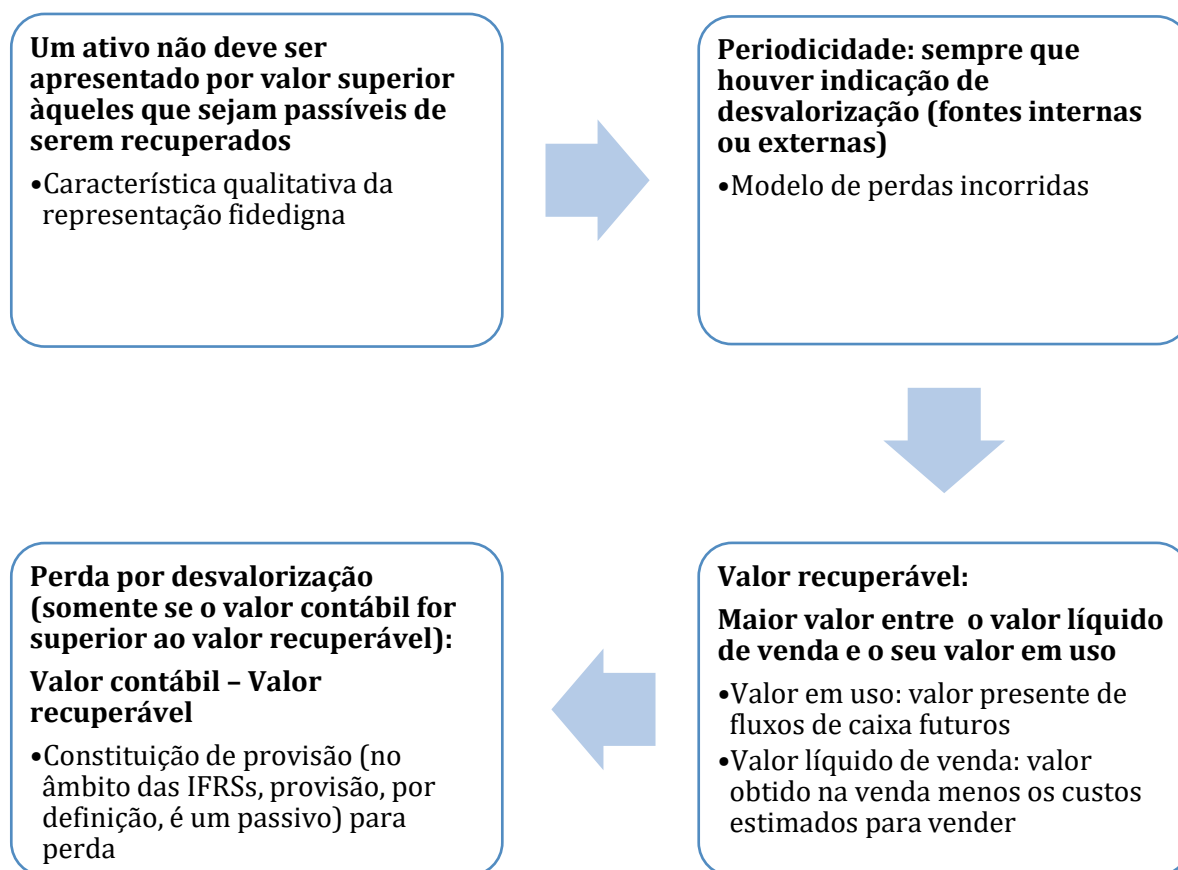 Um ativo não deve ser
apresentado por valor superior
àqueles que sejam passíveis de
serem recuperados
•Característica qualitativa da
representação fidedigna
Periodicidade: sempre que
houver indicação de
desvalorização (fontes internas
ou externas)
•Modelo de perdas incorridas
Valor recuperável:
Maior valor entre o valor líquido
de venda e o seu valor em uso
•Valor em uso: valor presente de
fluxos de caixa futuros
•Valor líquido de venda: valor
obtido na venda menos os custos
estimados para vender
Perda por desvalorização
(somente se o valor contábil for
superior ao valor recuperável):
Valor contábil – Valor
recuperável
•Constituição de provisão (no
âmbito das IFRSs, provisão, por
definição, é um passivo) para
perda